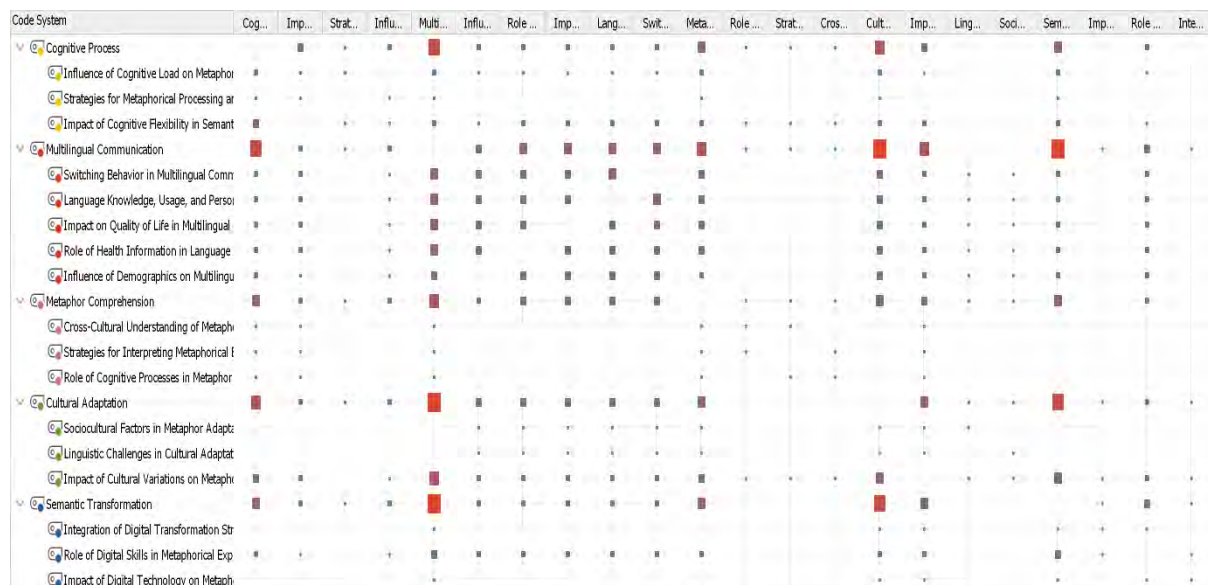 Code System Cog... Imp... Strat... Influ... Multi... Influ... Role ... Imp... Lang... Swit... Meta... Role ... Strat... Cros... Cult... Imp... Ling... Soci... Sem... Imp... Role ... Inte...
Cognitive Process
Influence of Cognitive Load on Metaphor
Strategies for Metaphorical Processing ar
Impact of Cognitive Flexibility in Semant
Multilingual Communication
Switching Behavior in Multilingual Comm
Language Knowledge, Usage, and Person
Impact on Quality of Life in Multilingual
Role of Health Information in Language
Influence of Demographics on Multilingu
Metaphor Comprehension
Cross-Cultural Understanding of Metapho
Strategies for Interpreting Metaphorical E
Role of Cognitive Processes in Metaphor
Cultural Adaptation
Sociocultural Factors in Metaphor Adapta
Linguistic Challenges in Cultural Adaptat
Impact of Cultural Variations on Metapho
Semantic Transformation
Integration of Digital Transformation Str
Role of Digital Skills in Metaphorical Exp
Impact of Digital Technology on Metaph